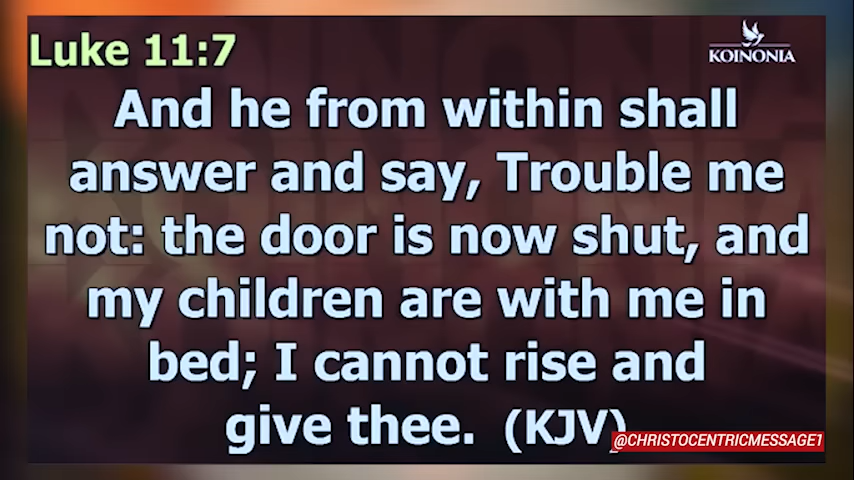 Luke 11:7
KOINONIA
And he from within shall
answer and say, Trouble me
not: the door is now shut, and
my children are with me in
bed; I cannot rise and
give thee. (KJV)
@CHRISTOCENTRICMESSAGE1